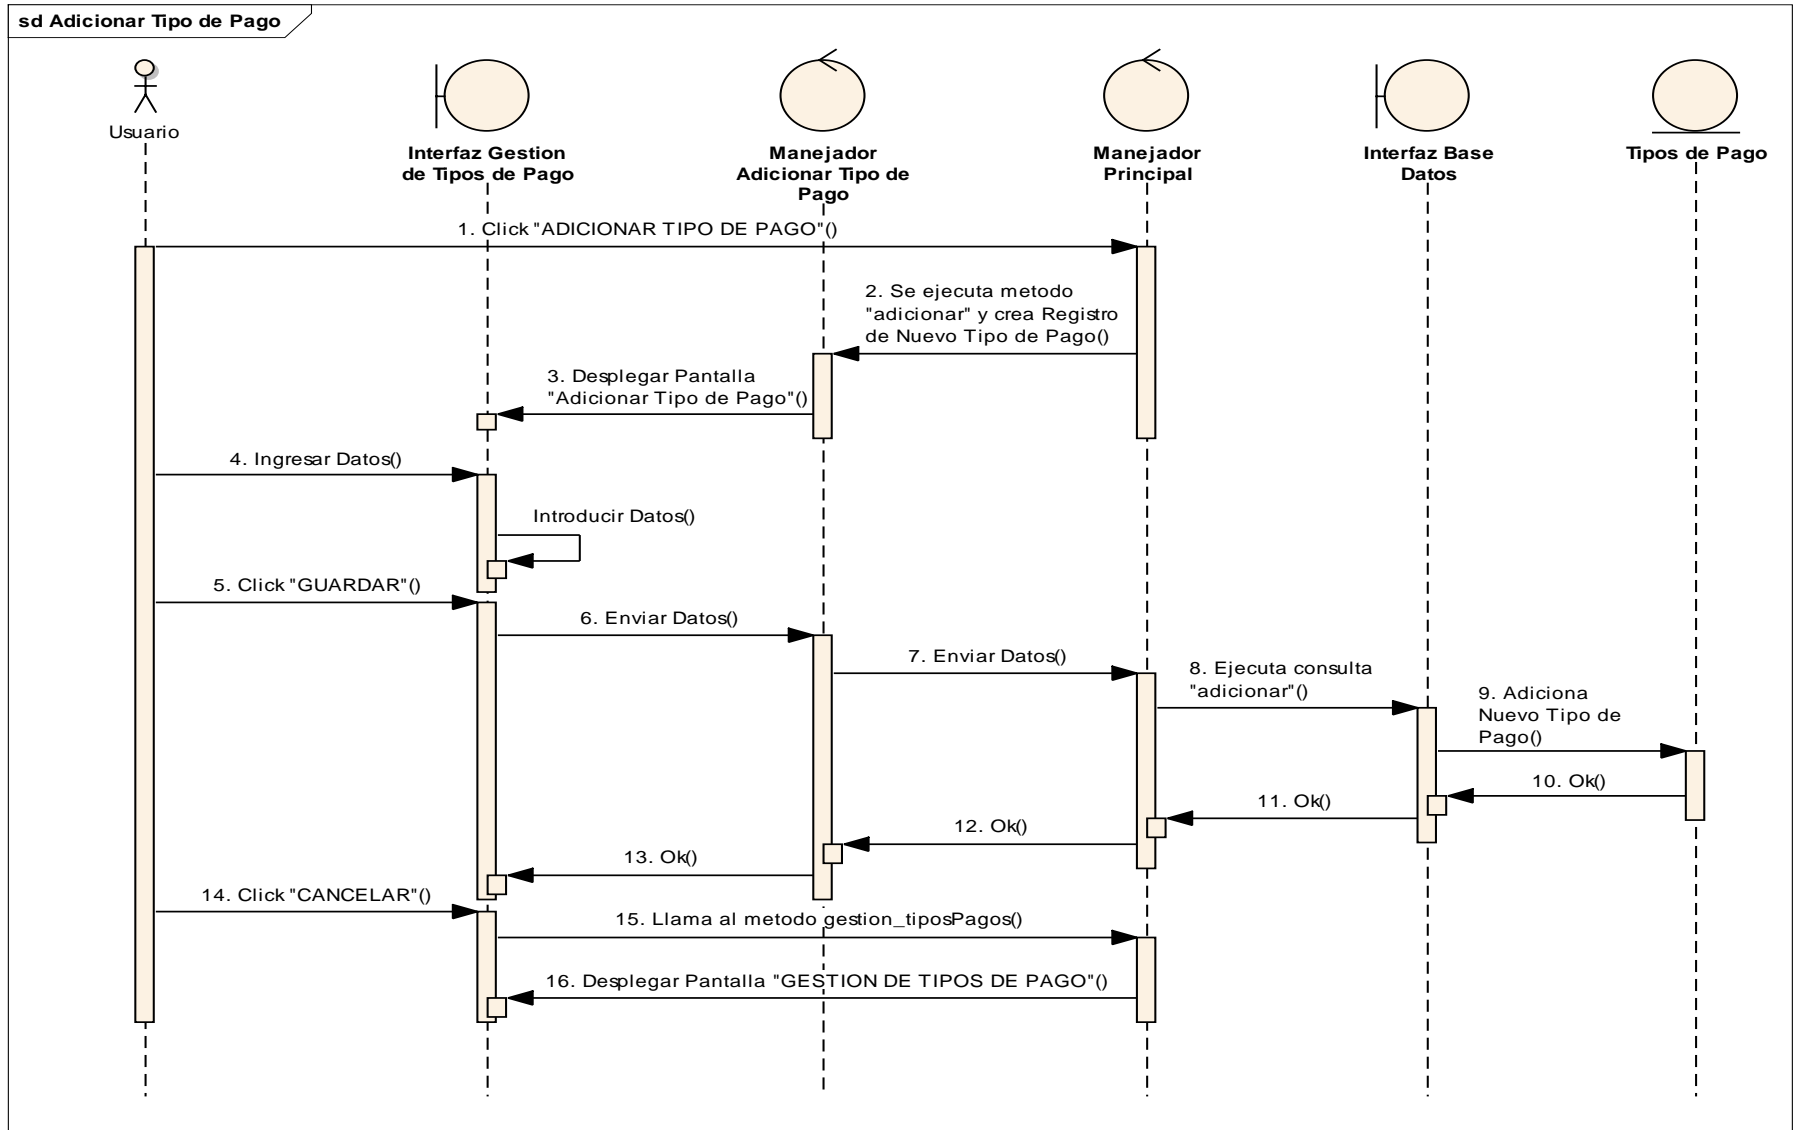 sd Adicionar Tipo de Pago
Usuario
Interfaz Gestion
de Tipos de Pago
Manejador
Adicionar Tipo de
Pago
Manejador
Principal
Interfaz Base
Datos
Tipos de Pago
1. Click "ADICIONAR TIPO DE PAGO"()
2. Se ejecuta metodo
"adicionar" y crea Registro
de Nuevo Tipo de Pago()
3. Desplegar Pantalla
"Adicionar Tipo de Pago"()
4. Ingresar Datos()
Introducir Datos()
5. Click "GUARDAR"()
6. Enviar Datos()
7. Enviar Datos()
8. Ejecuta consulta
"adicionar"()
9. Adiciona
Nuevo Tipo de
Pago()
10. Ok()
11. Ok()
12. Ok()
13. Ok()
14. Click "CANCELAR"()
15. Llama al metodo gestion_tiposPagos()
16. Desplegar Pantalla "GESTION DE TIPOS DE PAGO"()